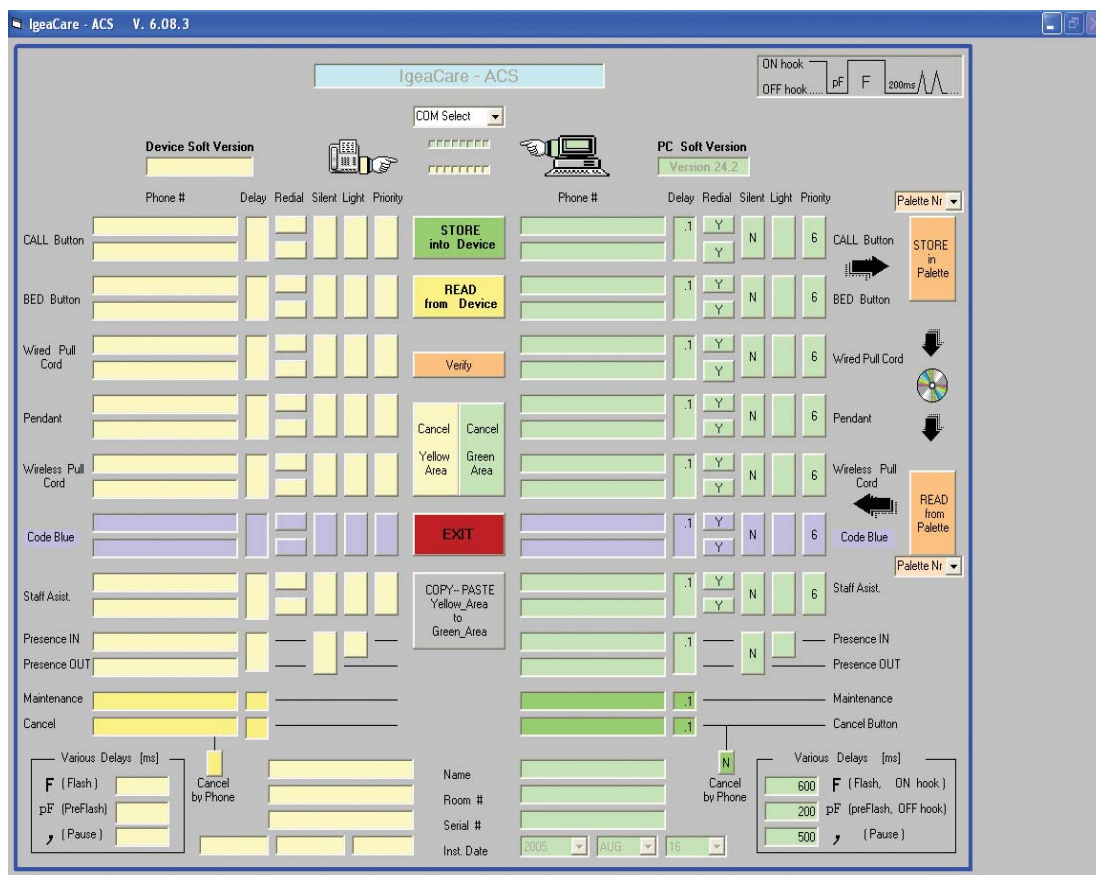 IgeaCare - ACS V. 6.08.3
IgeaCare - ACS
ON hook
OFF hook ..... pF F 200ms ...
COM Select
Device Soft Version
PC Soft Version
Version 24.2
Phone # Delay Redial Silent Light Priority
Phone # Delay Redial Silent Light Priority
Palette Nr
CALL Button
STORE
into Device
.1 Y N 6
Y
CALL Button
STORE
in
Palette
BED Button
READ
from Device
.1 Y N 6
Y
BED Button
Wired Pull
Cord
Verify
.1 Y N 6
Y
Wired Pull Cord
Pendant
Cancel
Yellow
Area
Cancel
Green
Area
.1 Y N 6
Y
Pendant
Wireless Pull
Cord
.1 Y N 6
Y
Wireless Pull
Cord
READ
from
Palette
Code Blue
EXIT
.1 Y N 6
Y
Code Blue
Palette Nr
Staff Asist.
COPY-- PASTE
Yellow_Area
to
Green_Area
.1 Y N 6
Y
Staff Asist.
Presence IN
Presence OUT
.1 N
Presence IN
Presence OUT
Maintenance
.1 Maintenance
Cancel
.1 Cancel Button
Various Delays [ms]
F (Flash)
pF (PreFlash)
, (Pause)
Cancel
by Phone
Name
Room #
Serial #
Inst. Date
2005 AUG 16
N
Cancel
by Phone
Various Delays [ms]
600 F (Flash, ON hook)
200 pF (preFlash, OFF hook)
500 , (Pause)